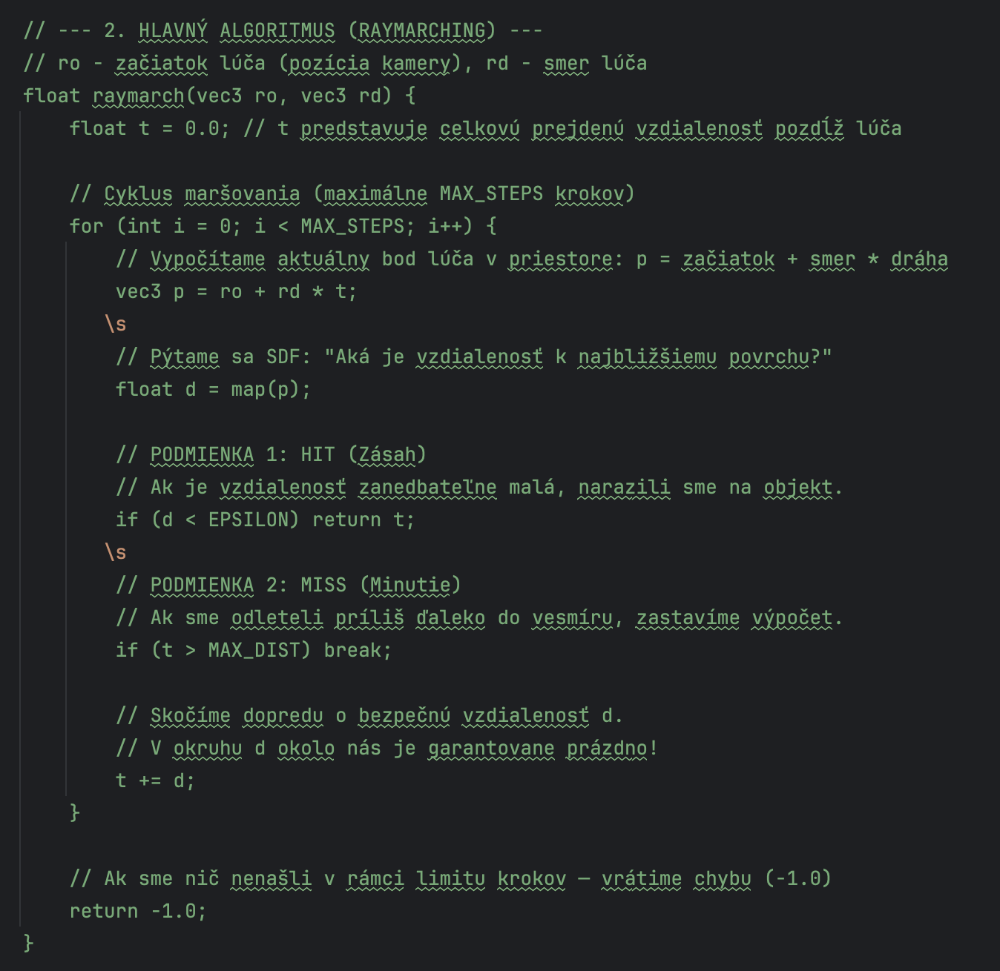 // --- 2. HLAVNÝ ALGORITMUS (RAYMARCHING) ---
// ro - začiatok lúča (pozícia kamery), rd - smer lúča
float raymarch(vec3 ro, vec3 rd) {
    float t = 0.0; // t predstavuje celkovú prejdenú vzdialenosť pozdĺž lúča

    // Cyklus maršovania (maximálne MAX_STEPS krokov)
    for (int i = 0; i < MAX_STEPS; i++) {
        // Vypočítame aktuálny bod lúča v priestore: p = začiatok + smer * dráha
        vec3 p = ro + rd * t;
       \s
        // Pýtame sa SDF: "Aká je vzdialenosť k najbližšiemu povrchu?"
        float d = map(p);

        // PODMIENKA 1: HIT (Zásah)
        // Ak je vzdialenosť zanedbateľne malá, narazili sme na objekt.
        if (d < EPSILON) return t;
       \s
        // PODMIENKA 2: MISS (Minutie)
        // Ak sme odleteli príliš ďaleko do vesmíru, zastavíme výpočet.
        if (t > MAX_DIST) break;

        // Skočíme dopredu o bezpečnú vzdialenosť d.
        // V okruhu d okolo nás je garantovane prázdno!
        t += d;
    }

    // Ak sme nič nenašli v rámci limitu krokov — vrátime chybu (-1.0)
    return -1.0;
}